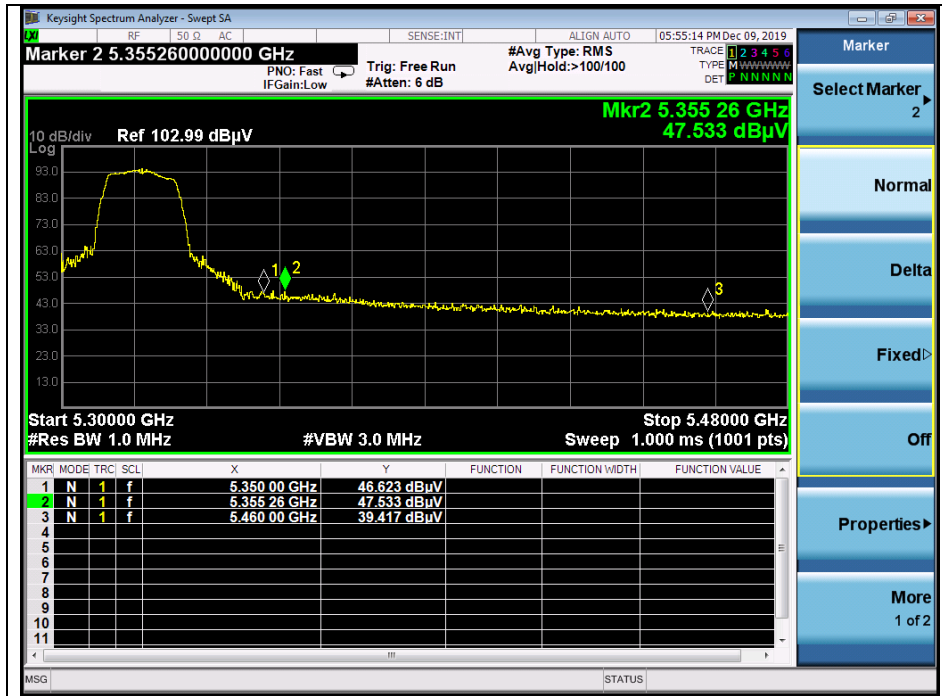 Keysight Spectrum Analyzer - Swept SA
LXI RF 50 Ω AC SENSE:INT ALIGN AUTO 05:55:14 PM Dec 09, 2019
Marker 2 5.355260000000 GHz
PNO: Fast
IFGain:Low
Trig: Free Run
#Atten: 6 dB
#Avg Type: RMS
Avg|Hold:>100/100
TRACE 1 2 3 4 5 6
TYPE M WWWWW
DET P N N N N N
Mkr2 5.355 26 GHz
47.533 dBµV
10 dB/div Ref 102.99 dBµV
Log
93.0
83.0
73.0
63.0
53.0
43.0
33.0
23.0
13.0
1
2
3
Start 5.30000 GHz Stop 5.48000 GHz
#Res BW 1.0 MHz #VBW 3.0 MHz Sweep 1.000 ms (1001 pts)
MKR MODE TRC SCL X Y FUNCTION FUNCTION WIDTH FUNCTION VALUE
1 N 1 f 5.350 00 GHz 46.623 dBµV
2 N 1 f 5.355 26 GHz 47.533 dBµV
3 N 1 f 5.460 00 GHz 39.417 dBµV
4
5
6
7
8
9
10
11
MSG STATUS
Marker
Select Marker
2
Normal
Delta
Fixed
Off
Properties
More
1 of 2